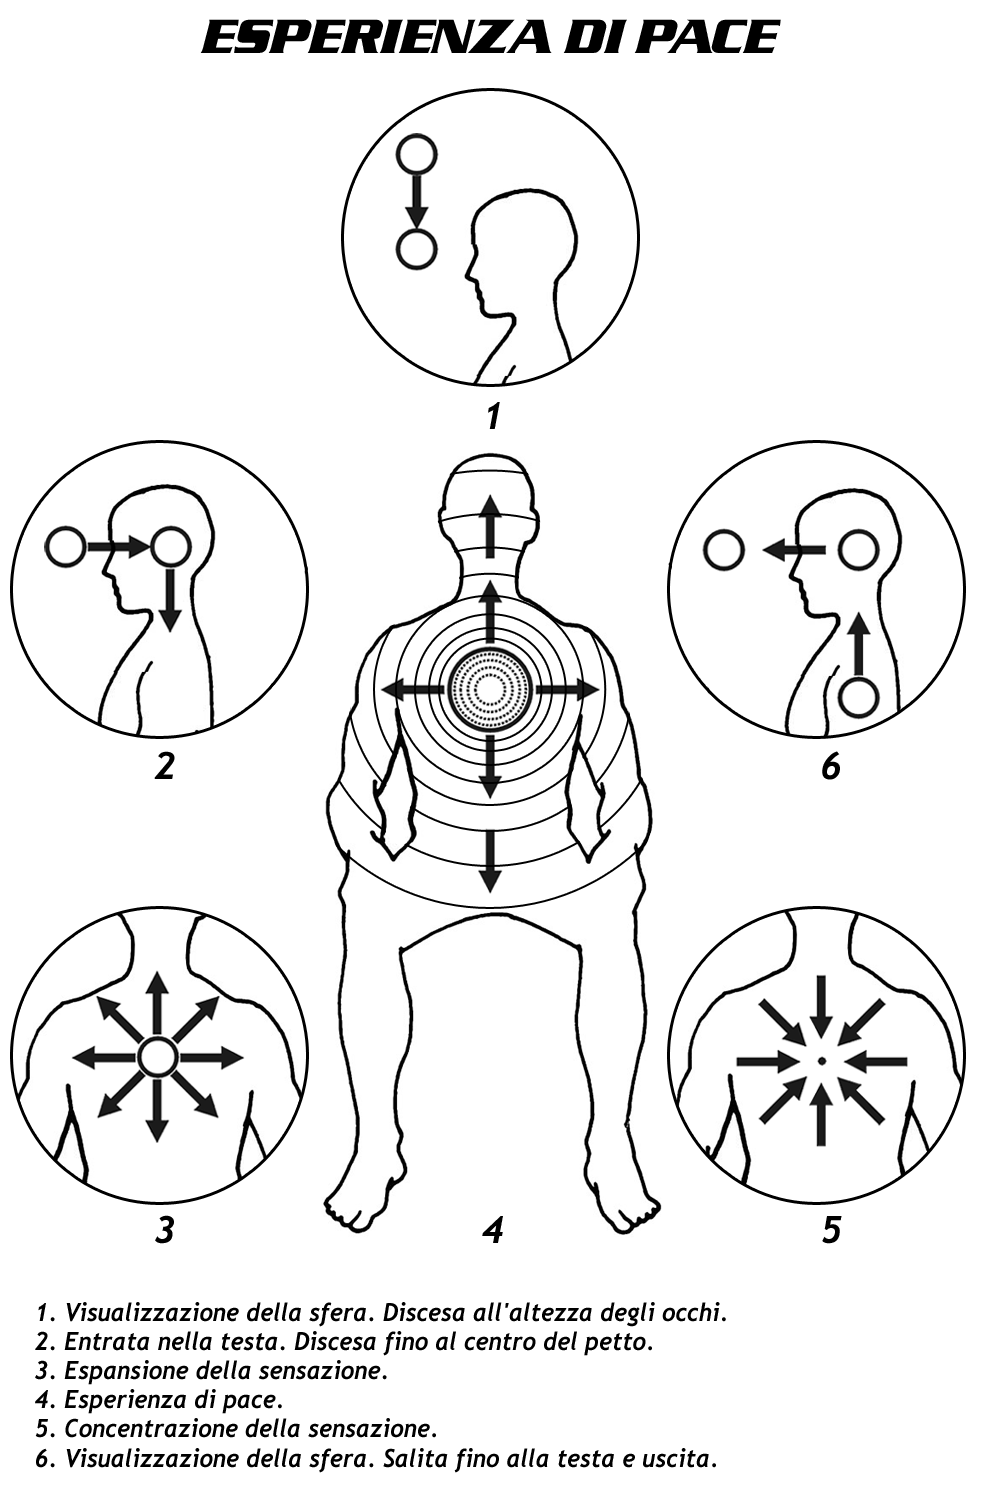 ESPERIENZA DI PACE
1
2
6
3
4
5
1. Visualizzazione della sfera. Discesa all'altezza degli occhi.
2. Entrata nella testa. Discesa fino al centro del petto.
3. Espansione della sensazione.
4. Esperienza di pace.
5. Concentrazione della sensazione.
6. Visualizzazione della sfera. Salita fino alla testa e uscita.